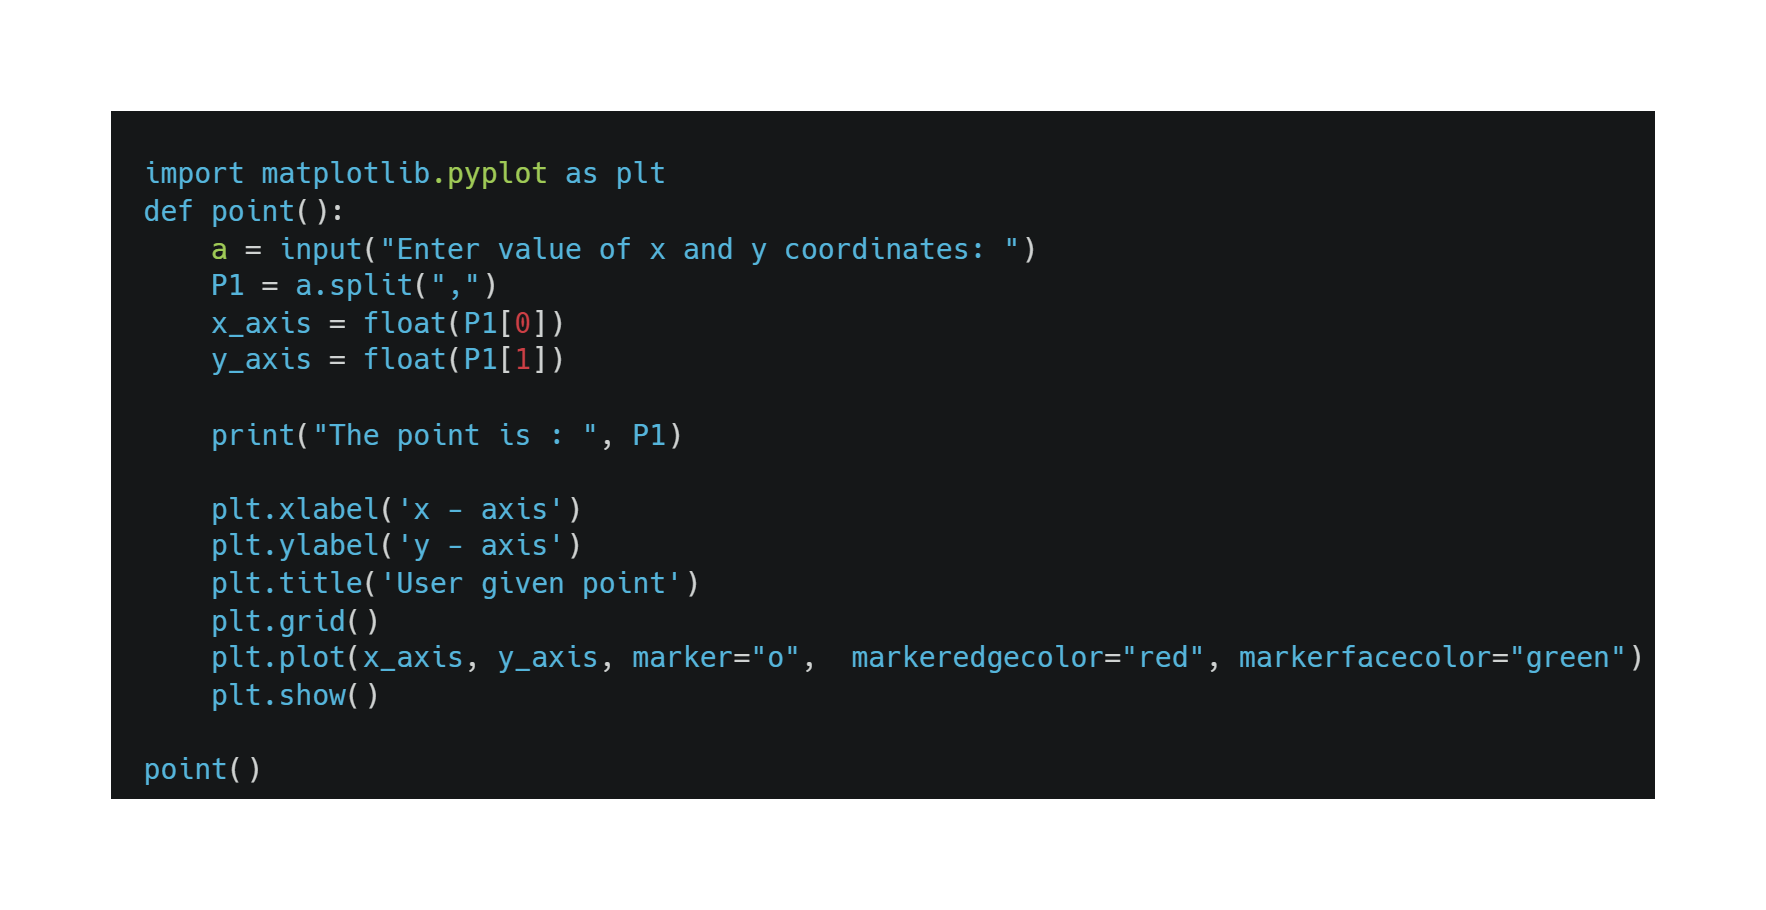 import matplotlib.pyplot as plt
def point():
    a = input("Enter value of x and y coordinates: ")
    P1 = a.split(",")
    x_axis = float(P1[0])
    y_axis = float(P1[1])

    print("The point is : ", P1)

    plt.xlabel('x - axis')
    plt.ylabel('y - axis')
    plt.title('User given point')
    plt.grid()
    plt.plot(x_axis, y_axis, marker="o",  markeredgecolor="red", markerfacecolor="green")
    plt.show()

point()